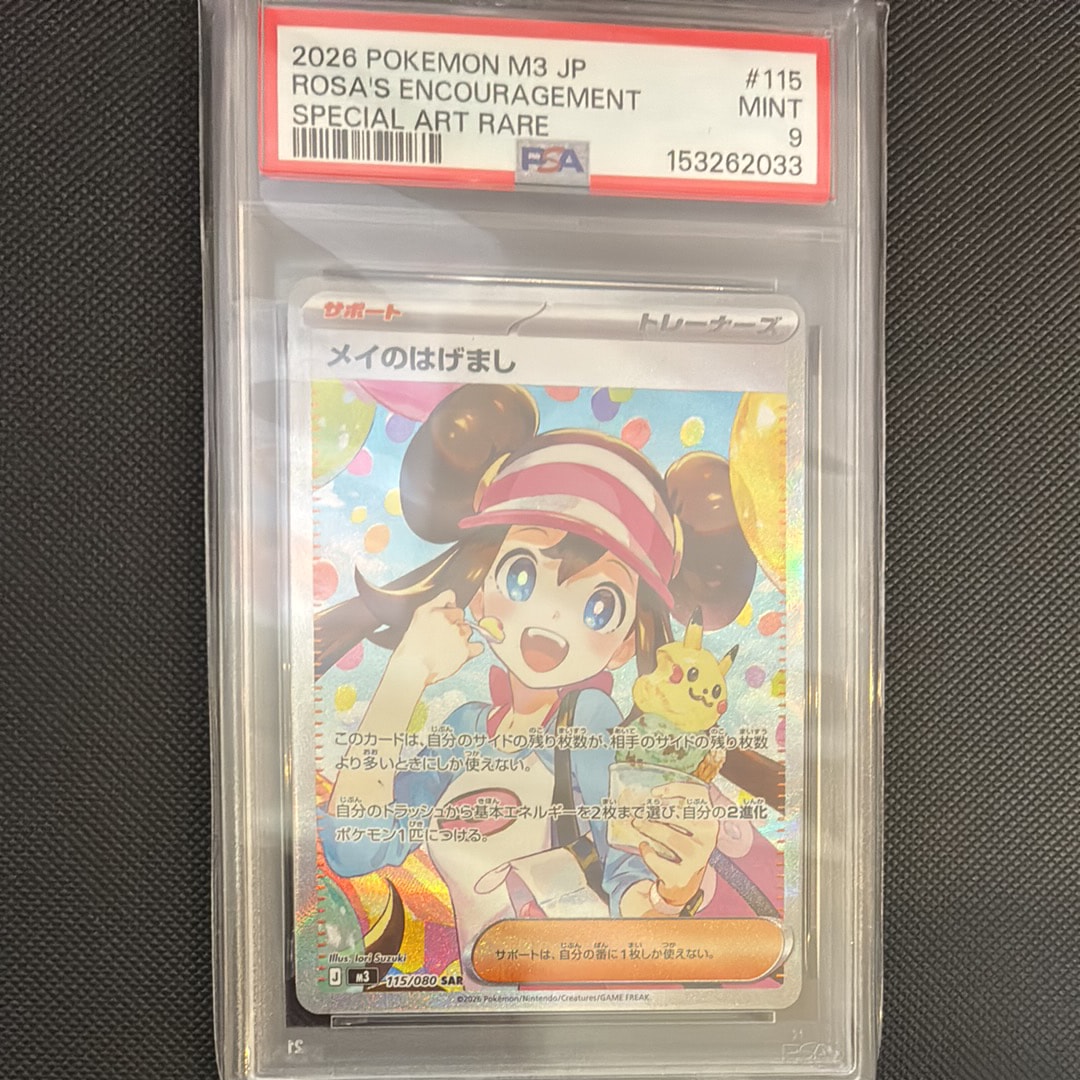 2026 POKEMON M3 JP
#115
ROSA'S ENCOURAGEMENT
MINT
SPECIAL ART RARE
9
PSA
153262033
サポート
トレーナーズ
メイのはげまし
このカードは、自分のサイドの残り枚数が、相手のサイドの残り枚数
より多いときにしか使えない。
自分のトラッシュから基本エネルギーを2枚まで選び、自分の2進化
ポケモン1匹につける。
サポートは、自分の番に1枚しか使えない。
Illus. Iori Suzuki
J M3 115/080 SAR
©2026 Pokémon/Nintendo/Creatures/GAME FREAK
PSA